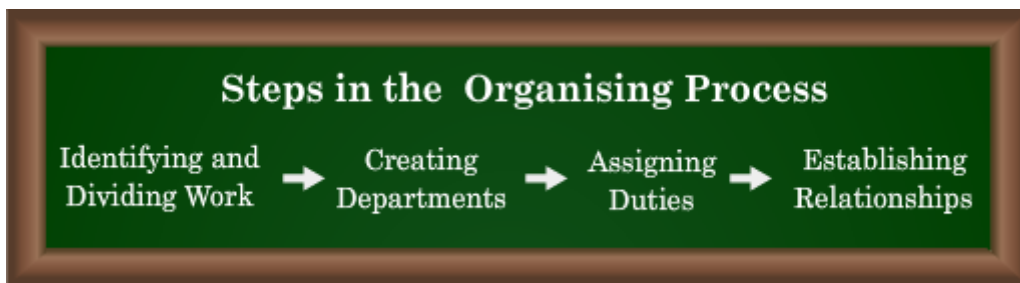 Steps in the Organising Process
Identifying and
Dividing Work
Creating
Departments
Assigning
Duties
Establishing
Relationships